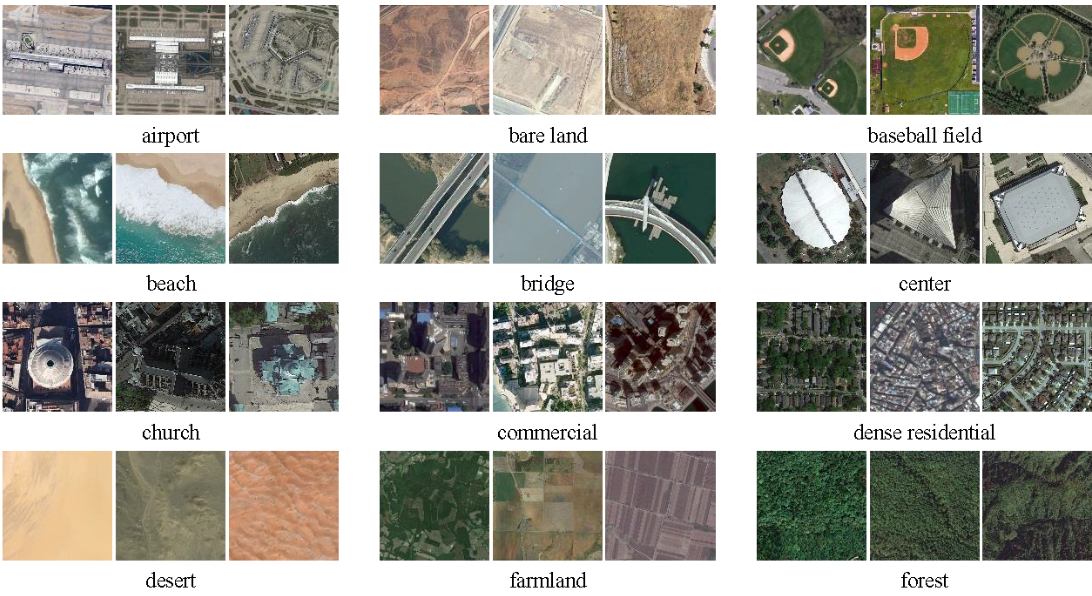 airport
bare land
baseball field
beach
bridge
center
church
commercial
dense residential
desert
farmland
forest